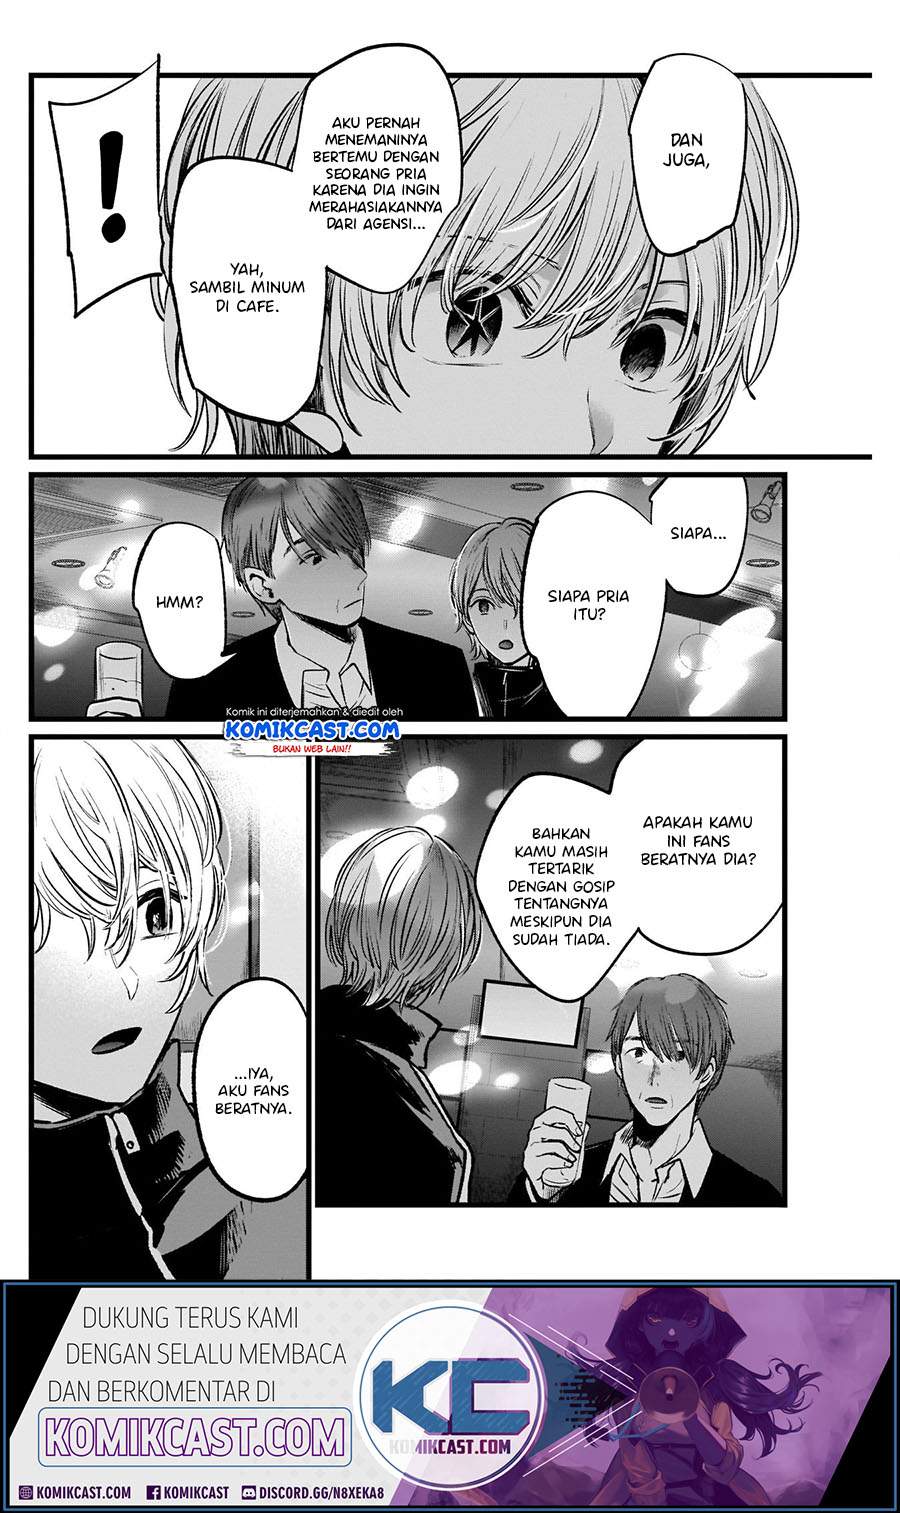 DAN
JUGA,
AKU PERNAH
MENEMANINYA
BERTEMU DENGAN
SEORANG PRIA
KARENA DIA INGIN
MERAHASIAKANNYA
DARI AGENSI...
YAH,
SAMBIL MINUM
DI CAFE.
!
SIAPA...
SIAPA PRIA
ITU?
HMM?
Komik ini diterjemahkan & diedit oleh
KOMIKCAST.COM
BUKAN WEB LAIN!!
APAKAH KAMU
INI FANS
BERATNYA DIA?
BAHKAN
KAMU MASIH
TERTARIK
DENGAN GOSIP
TENTANGNYA
MESKIPUN DIA
SUDAH TIADA.
...IYA,
AKU FANS
BERATNYA.
DUKUNG TERUS KAMI
DENGAN SELALU MEMBACA
DAN BERKOMENTAR DI
KOMIKCAST.COM
KC
KOMIKCAST.COM
KOMIKCAST.COM KOMIKCAST DISCORD.GG/N8XEKA8